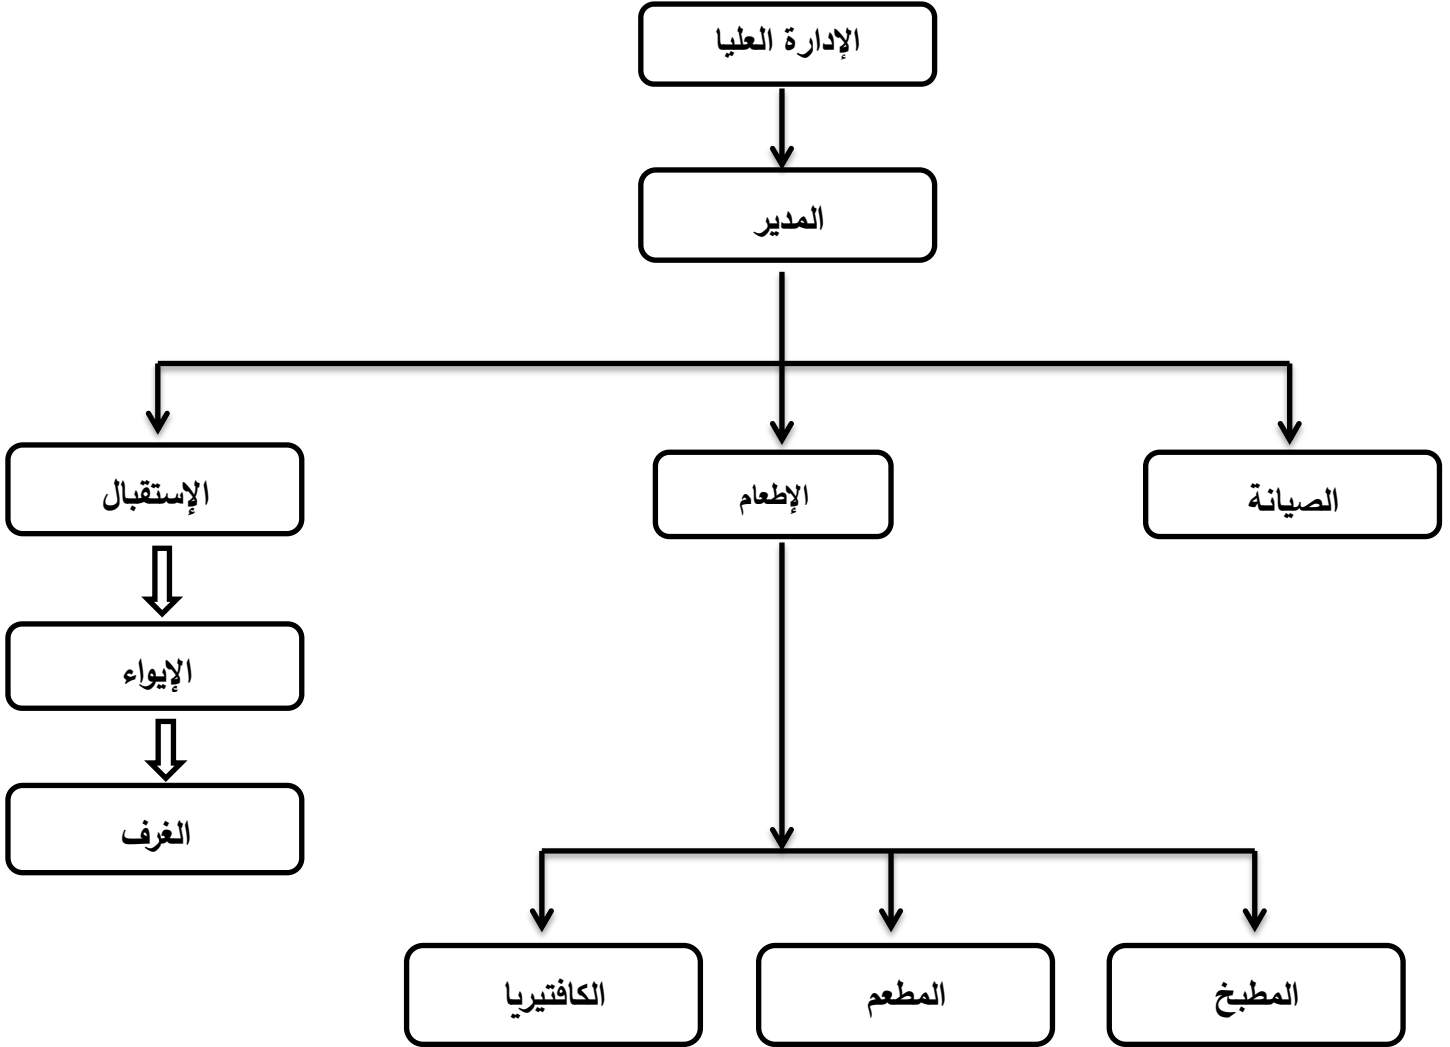 الإدارة العليا
المدير
الصيانة
الإطعام
الإستقبال
الإيواء
الغرف
المطبخ
المطعم
الكافتيريا